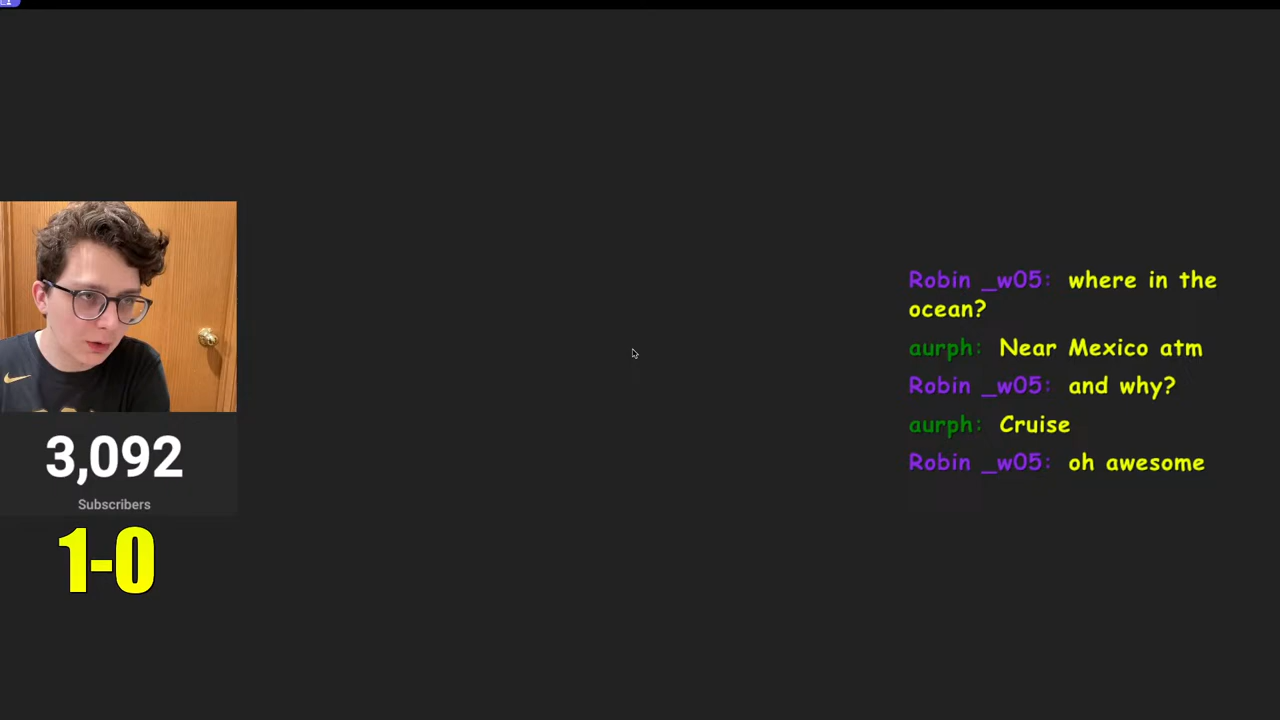 Robin _w05: where in the
ocean?
aurph: Near Mexico atm
Robin _w05: and why?
aurph: Cruise
Robin _w05: oh awesome
3,092
Subscribers
1-0